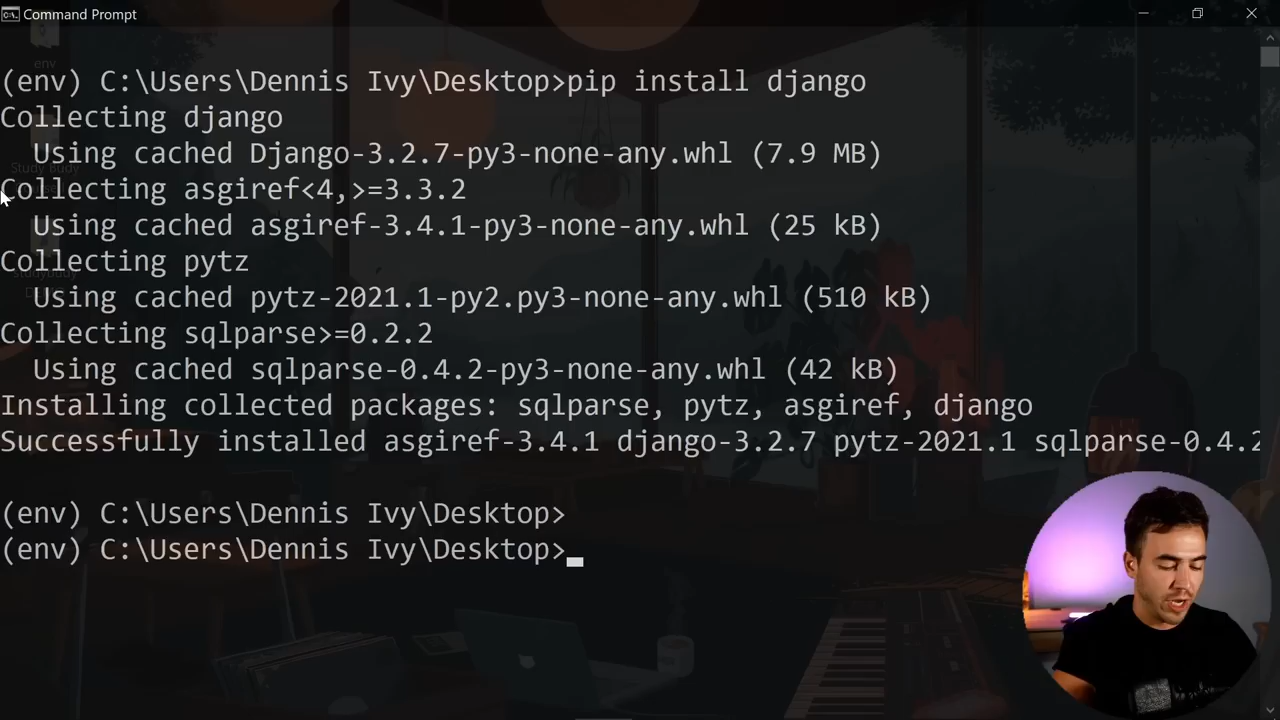 Command Prompt
env
(env) C:\Users\Dennis Ivy\Desktop>pip install django
Collecting django
Using cached Django-3.2.7-py3-none-any.whl (7.9 MB)
Collecting asgiref<4,>=3.3.2
Using cached asgiref-3.4.1-py3-none-any.whl (25 kB)
Collecting pytz
Using cached pytz-2021.1-py2.py3-none-any.whl (510 kB)
Collecting sqlparse>=0.2.2
Using cached sqlparse-0.4.2-py3-none-any.whl (42 kB)
Installing collected packages: sqlparse, pytz, asgiref, django
Successfully installed asgiref-3.4.1 django-3.2.7 pytz-2021.1 sqlparse-0.4.2
(env) C:\Users\Dennis Ivy\Desktop>
(env) C:\Users\Dennis Ivy\Desktop>